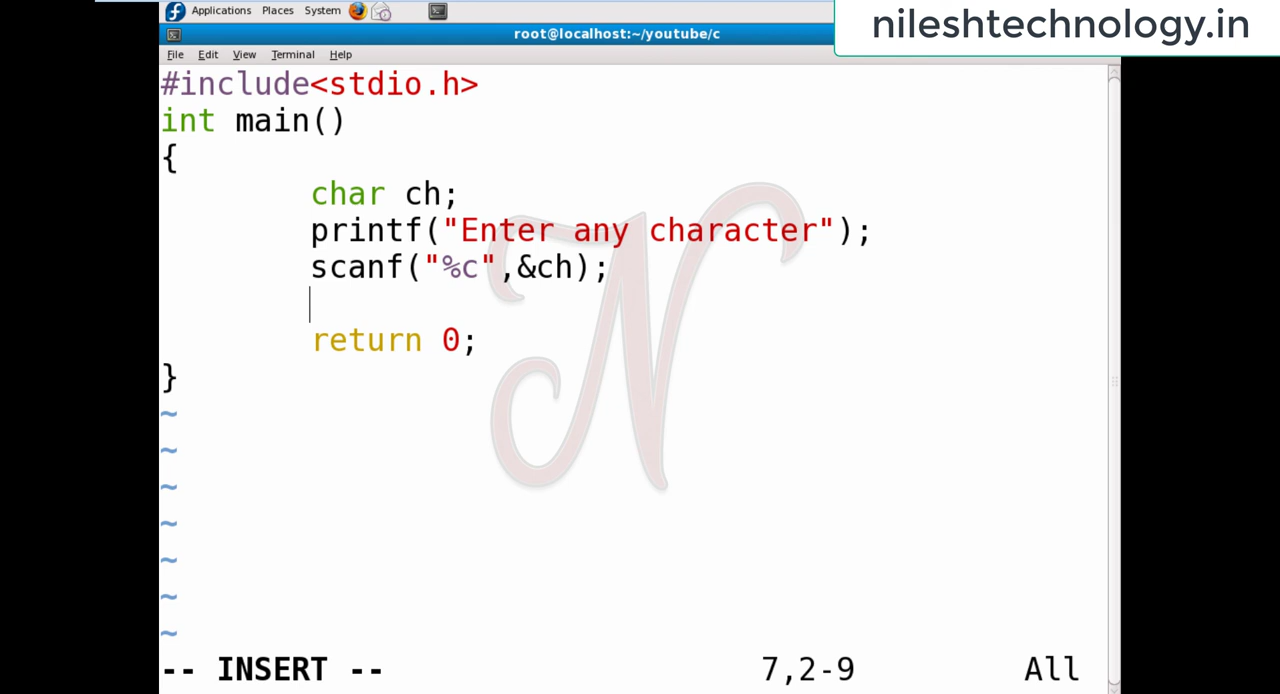 Applications Places System
nileshtechnology.in
root@localhost:~/youtube/c
File Edit View Terminal Help
#include<stdio.h>
int main()
{
char ch;
printf("Enter any character");
scanf("%c",&ch);
return 0;
}
~
~
~
~
~
~
~
N
-- INSERT -- 7,2-9 All